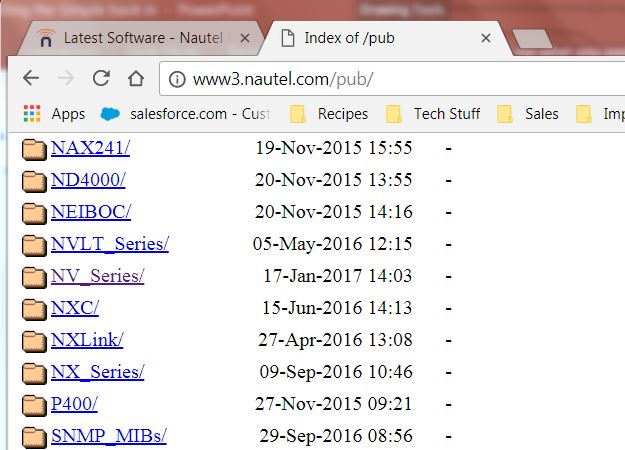 Latest Software - Nautel
Index of /pub
www3.nautel.com/pub/
Apps salesforce.com - Cust Recipes Tech Stuff Sales Imp
NAX241/ 19-Nov-2015 15:55 -
ND4000/ 20-Nov-2015 13:55 -
NEIBOC/ 20-Nov-2015 14:16 -
NVLT_Series/ 05-May-2016 12:15 -
NV_Series/ 17-Jan-2017 14:03 -
NXC/ 15-Jun-2016 14:13 -
NXLink/ 27-Apr-2016 13:08 -
NX_Series/ 09-Sep-2016 10:46 -
P400/ 27-Nov-2015 09:21 -
SNMP_MIBs/ 29-Sep-2016 08:56 -